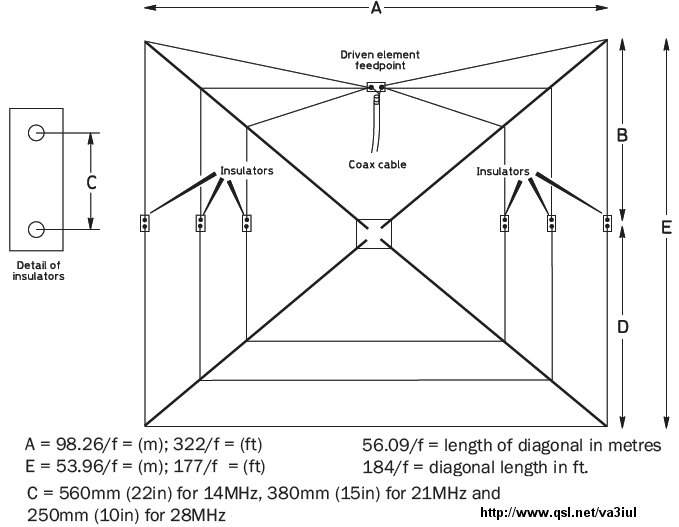 A
Driven element
feedpoint
B
Coax cable
Insulators
Insulators
C
E
Detail of
insulators
D
A = 98.26/f = (m); 322/f = (ft)
E = 53.96/f = (m); 177/f = (ft)
56.09/f = length of diagonal in metres
184/f = diagonal length in ft.
C = 560mm (22in) for 14MHz, 380mm (15in) for 21MHz and
250mm (10in) for 28MHz
http://www.qsl.net/va3iul